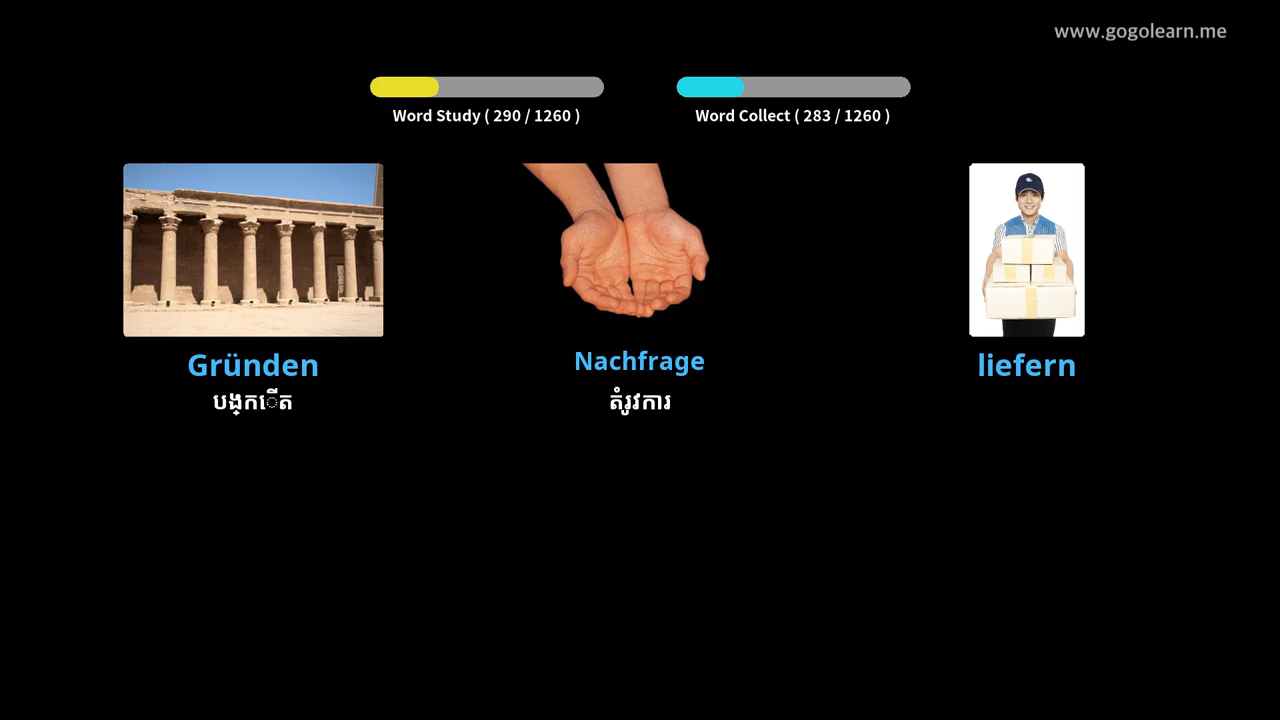 www.gogolearn.me
Word Study ( 290 / 1260 )
Word Collect ( 283 / 1260 )
Gründen
Nachfrage
liefern
បង្កើត
តំរូវការ